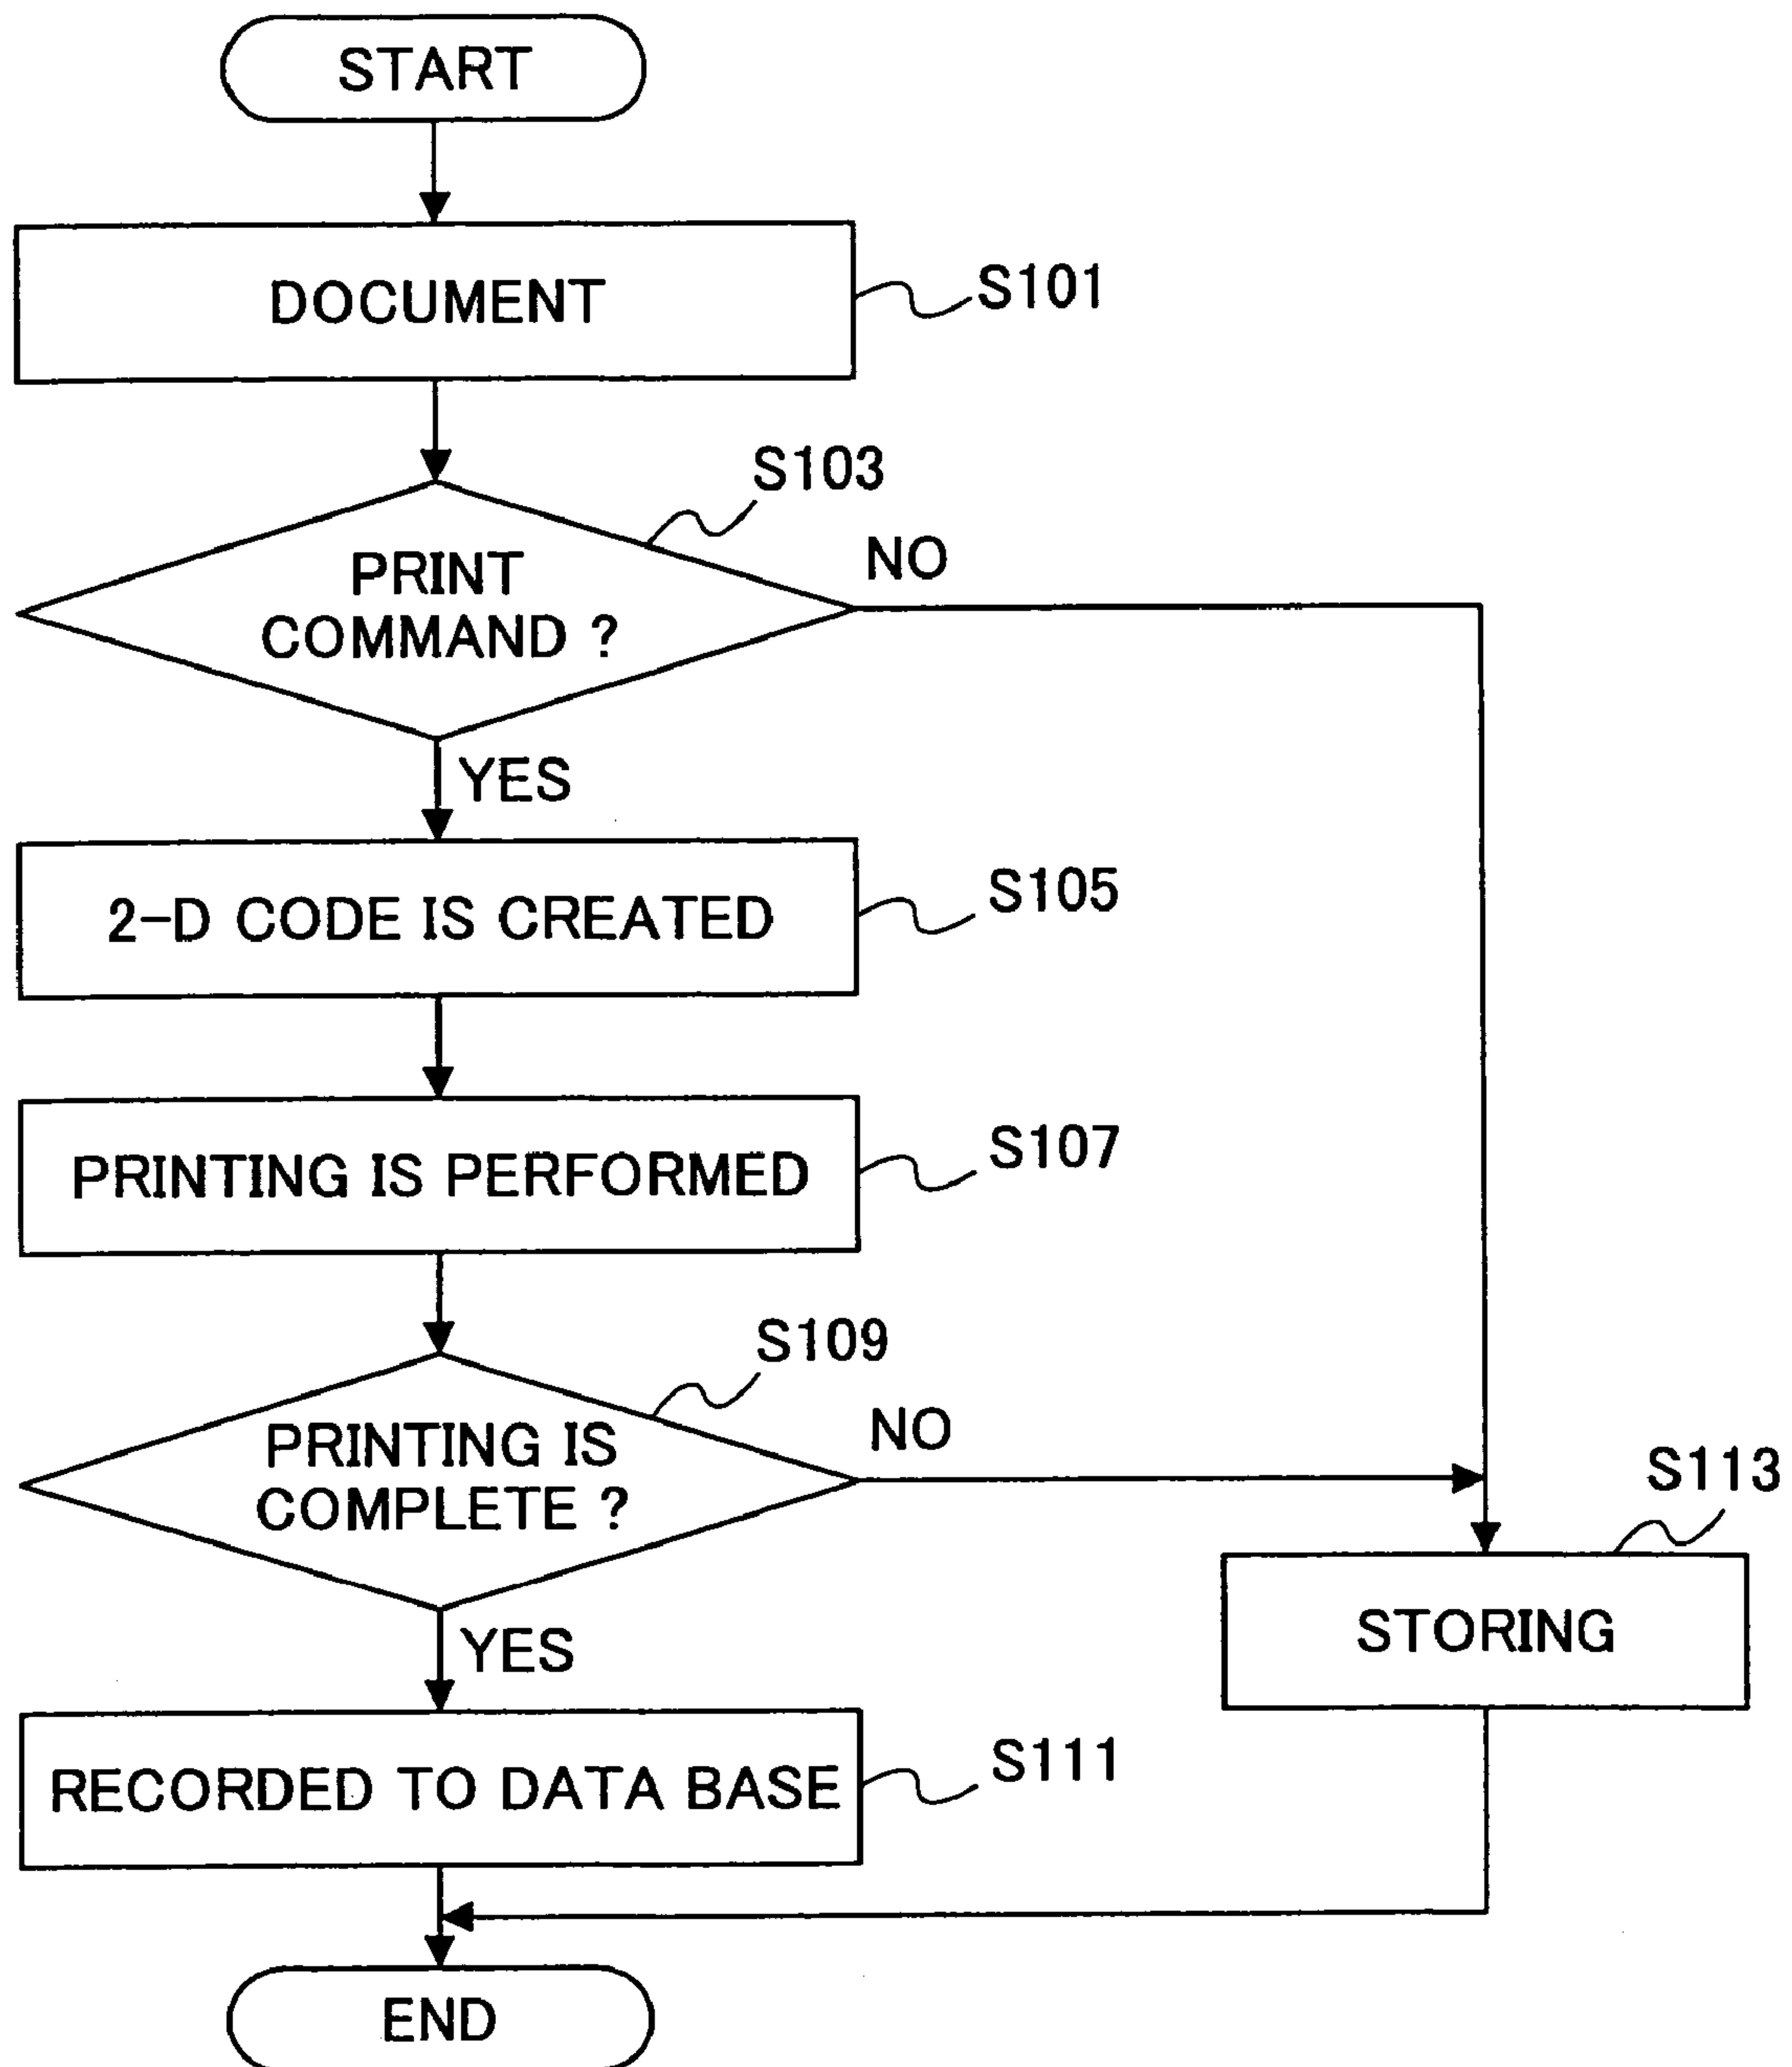 START
DOCUMENT
S101
S103
PRINT
COMMAND ?
NO
YES
2-D CODE IS CREATED
S105
PRINTING IS PERFORMED
S107
S109
PRINTING IS
COMPLETE ?
NO
S113
STORING
YES
RECORDED TO DATA BASE
S111
END